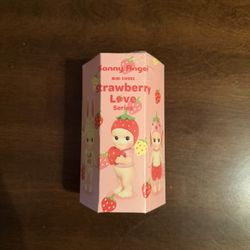 Sonny Angel
MINI FIGURE
Strawberry
Love
Series